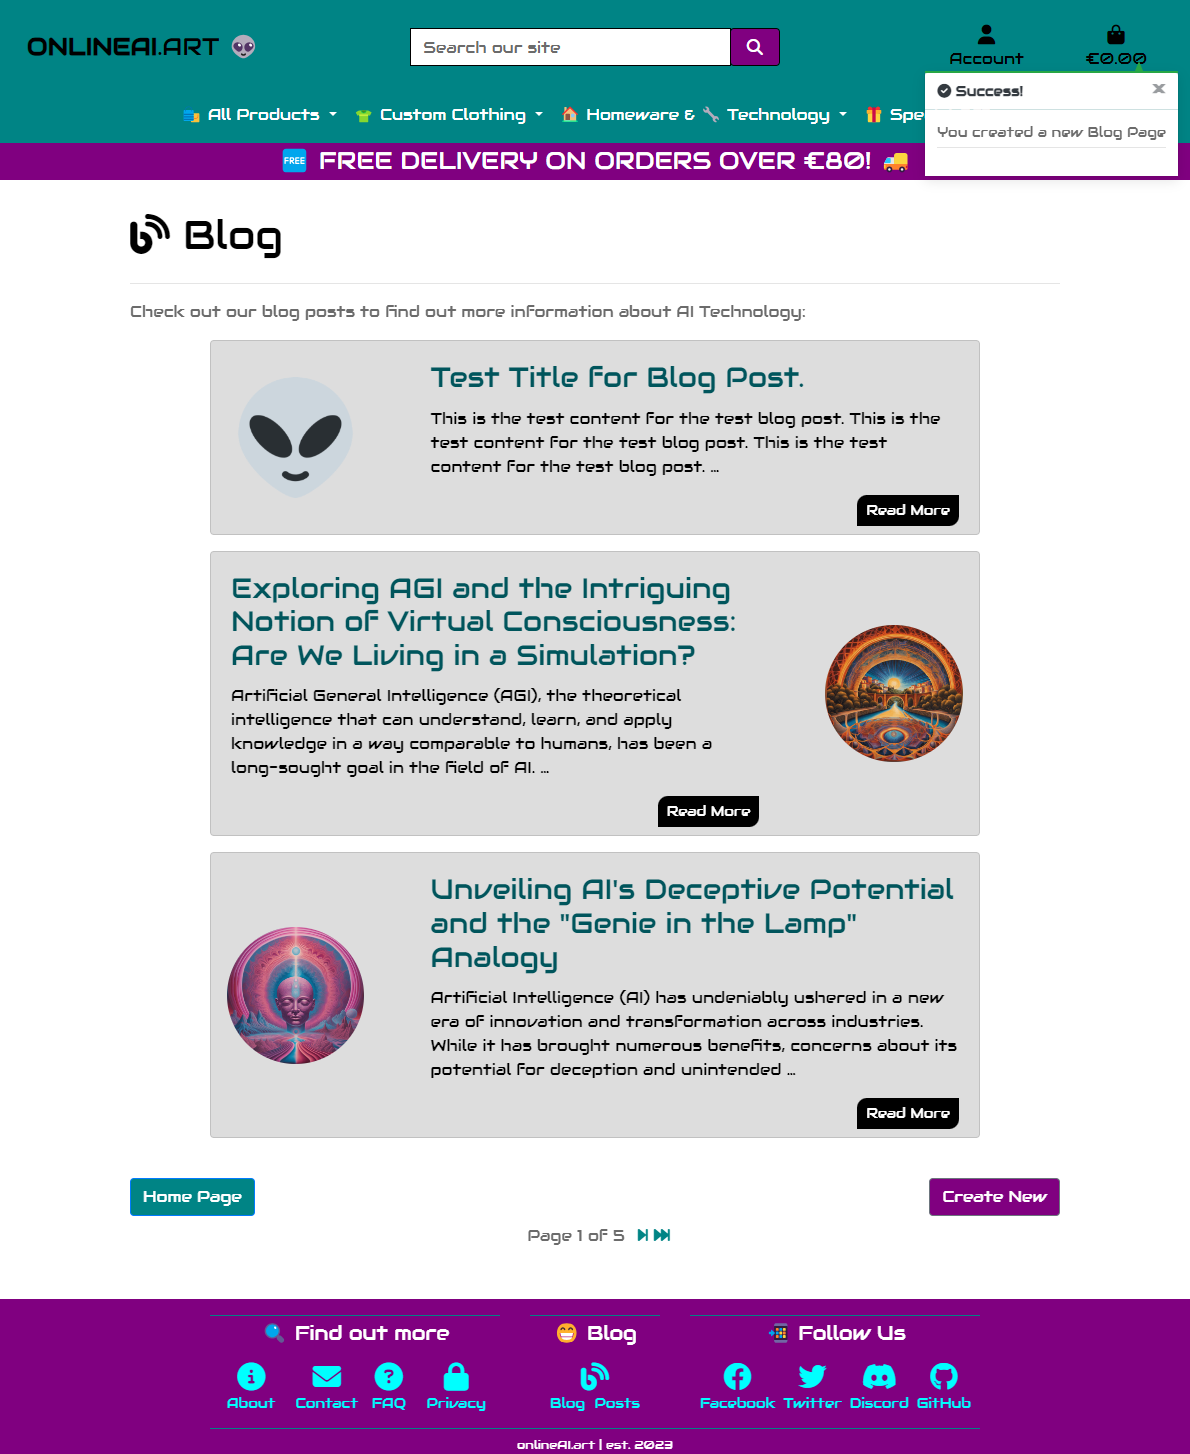 ONLINEAI.ART
Search our site
Account
€0.00
Success!
×
You created a new Blog Page
All Products
Custom Clothing
Homeware &
Technology
FREE
FREE DELIVERY ON ORDERS OVER €80!
Blog
Check out our blog posts to find out more information about AI Technology:
Test Title for Blog Post.
This is the test content for the test blog post. This is the
test content for the test blog post. This is the test
content for the test blog post. ...
Read More
Exploring AGI and the Intriguing
Notion of Virtual Consciousness:
Are We Living in a Simulation?
Artificial General Intelligence (AGI), the theoretical
intelligence that can understand, learn, and apply
knowledge in a way comparable to humans, has been a
long-sought goal in the field of AI. ...
Read More
Unveiling AI's Deceptive Potential
and the "Genie in the Lamp"
Analogy
Artificial Intelligence (AI) has undeniably ushered in a new
era of innovation and transformation across industries.
While it has brought numerous benefits, concerns about its
potential for deception and unintended ...
Read More
Home Page
Create New
Page 1 of 5
Find out more
About
Contact
FAQ
Privacy
Blog
Blog Posts
Follow Us
Facebook
Twitter
Discord
GitHub
onlineAI.art | est. 2023